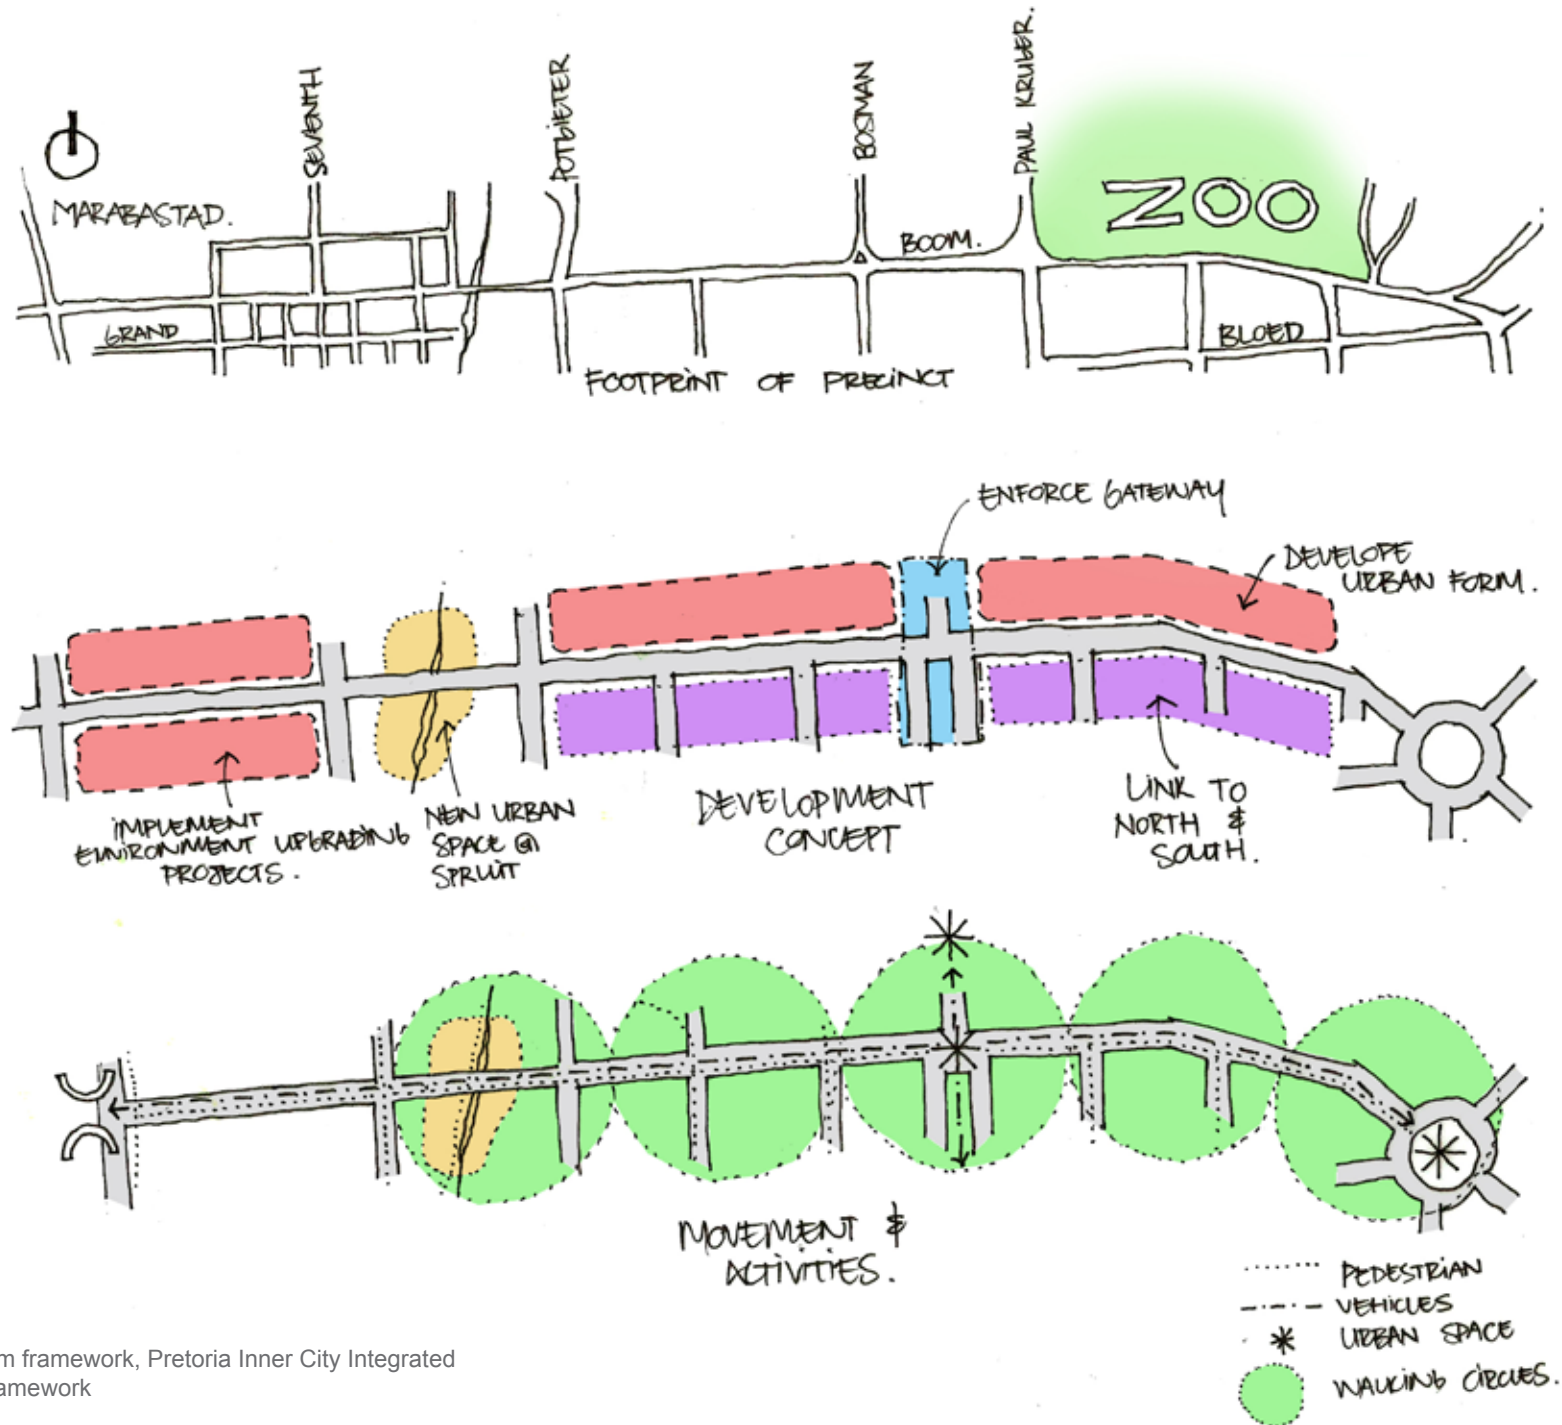 SEVENTH
POTGIETER
BOSMAN
PAUL KRUGER.
MARABASTAD.
ZOO
BOOM.
GRAND
BLOED
FOOTPRINT OF PRECINCT
ENFORCE GATEWAY
DEVELOPE
URBAN FORM.
IMPLEMENT
ENVIRONMENT UPGRADING
PROJECTS.
NEW URBAN
SPACE @
SPRUIT
DEVELOPMENT
CONCEPT
LINK TO
NORTH &
SOUTH.
MOVEMENT &
ACTIVITIES.
PEDESTRIAN
VEHICLES
URBAN SPACE
WALKING CIRCLES.
m framework, Pretoria Inner City Integrated
amework